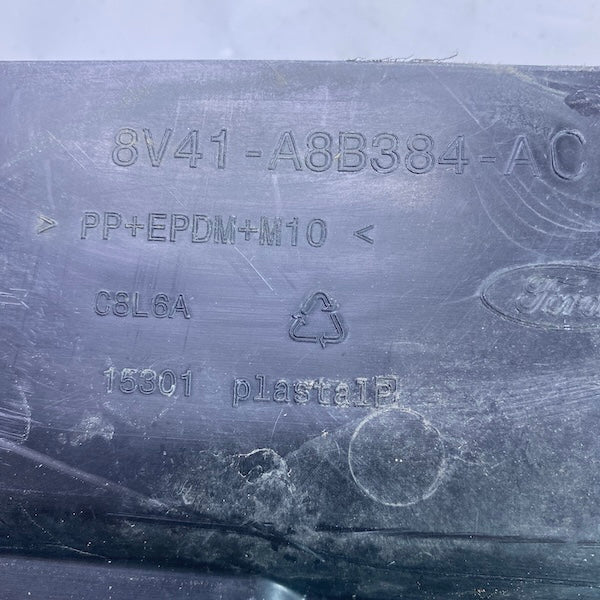 8V41-A8B384-AC
> PP+EPDM+M10 <
C8L6A
Ford
15301 plastal P